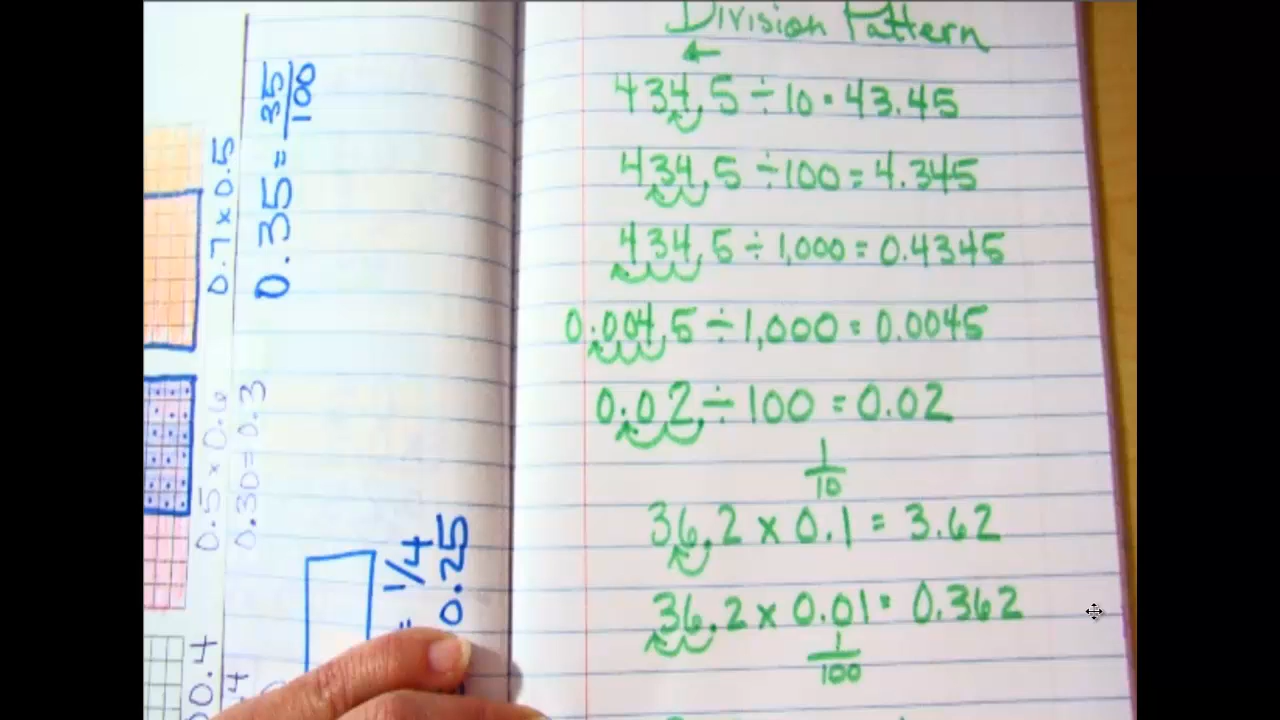 Division Pattern
←
434.5 ÷ 10 = 43.45
434.5 ÷ 100 = 4.345
434.5 ÷ 1,000 = 0.4345
0.004.5 ÷ 1,000 = 0.0045
0.02 ÷ 100 = 0.02
1/10
36.2 x 0.1 = 3.62
36.2 x 0.01 = 0.362
1/100
0.7 x 0.5
0.35 = 35/100
0.5 x 0.6
0.30 = 0.3
= 1/4
0.25
0.4